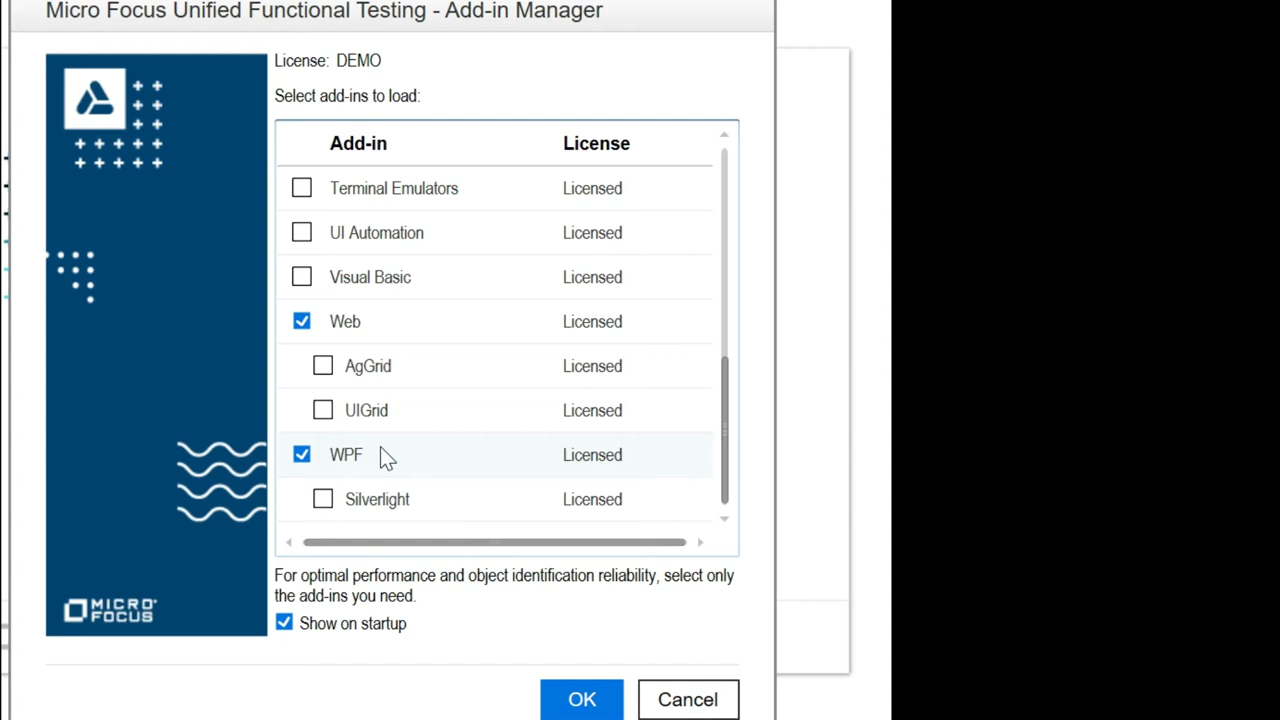 Micro Focus Unified Functional Testing - Add-in Manager
License: DEMO
Select add-ins to load:
Add-in License
Terminal Emulators Licensed
UI Automation Licensed
Visual Basic Licensed
Web Licensed
AgGrid Licensed
UIGrid Licensed
WPF Licensed
Silverlight Licensed
For optimal performance and object identification reliability, select only
the add-ins you need.
Show on startup
MICRO
FOCUS
OK Cancel